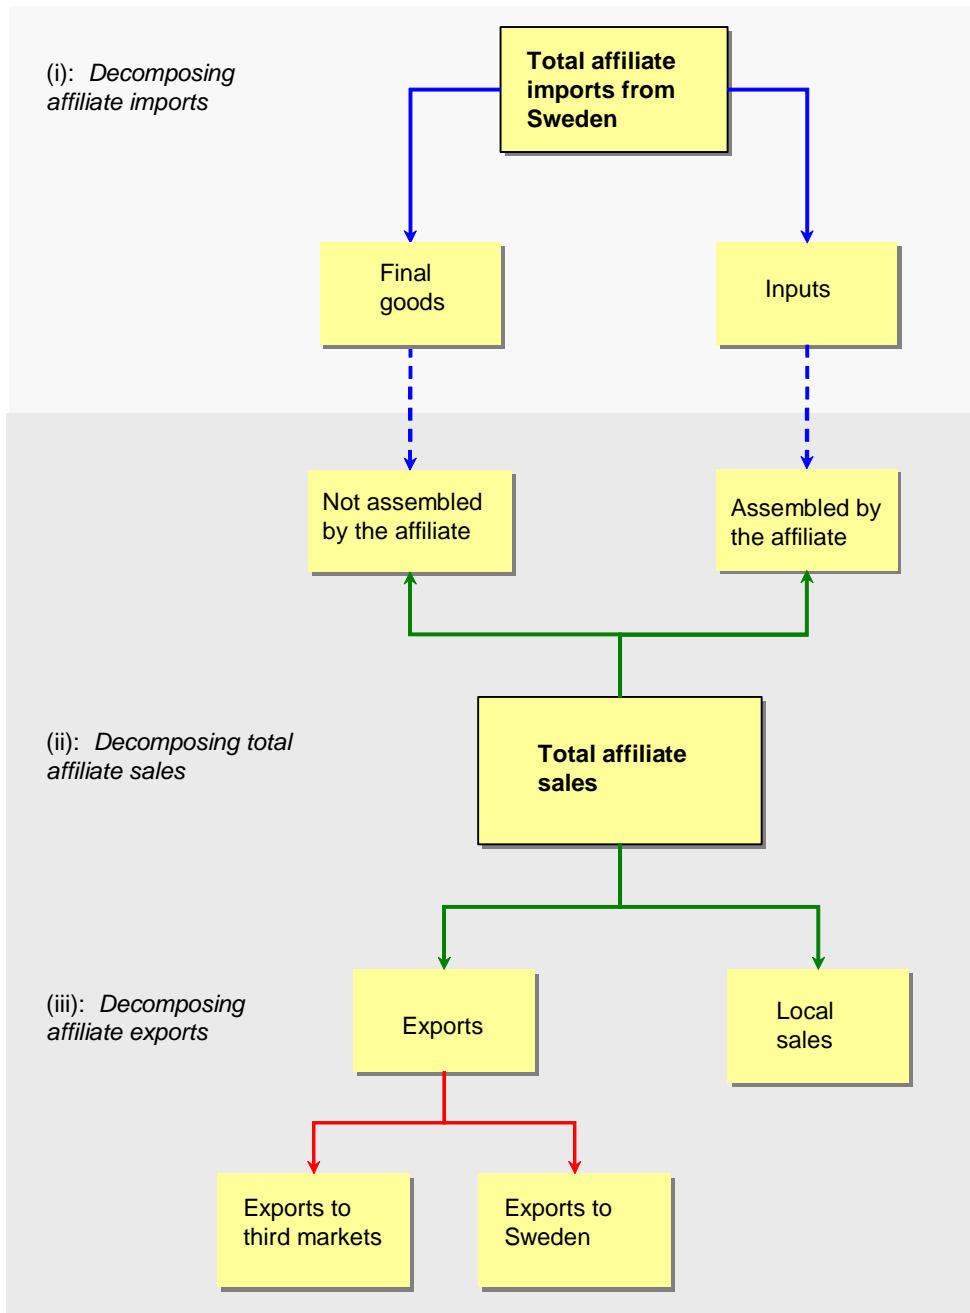 (i): Decomposing
affiliate imports
Total affiliate
imports from
Sweden
Final
goods
Inputs
Not assembled
by the affiliate
Assembled by
the affiliate
(ii): Decomposing total
affiliate sales
Total affiliate
sales
(iii): Decomposing
affiliate exports
Exports
Local
sales
Exports to
third markets
Exports to
Sweden